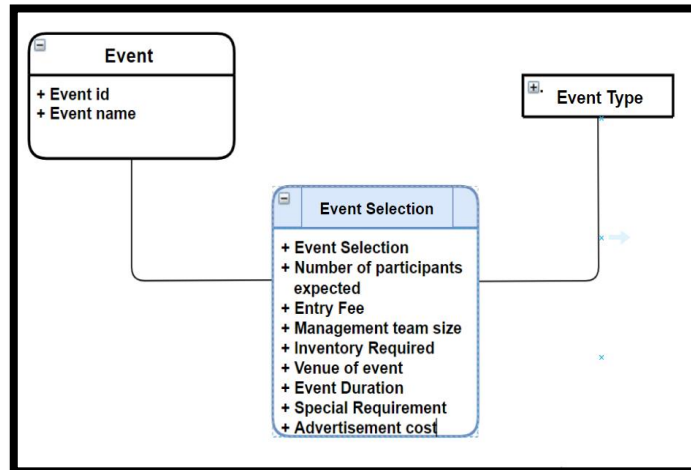 Event
+ Event id
+ Event name
Event Type
Event Selection
+ Event Selection
+ Number of participants
expected
+ Entry Fee
+ Management team size
+ Inventory Required
+ Venue of event
+ Event Duration
+ Special Requirement
+ Advertisement cost